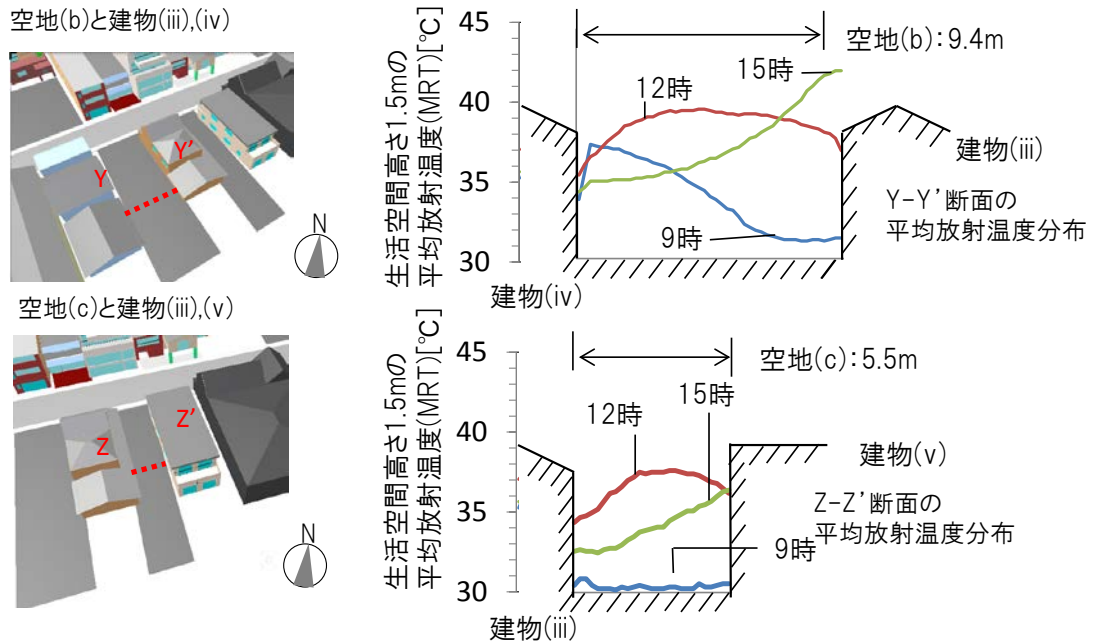 空地(b)と建物(iii),(iv)
Y
Y'
N
生活空間高さ1.5mの
平均放射温度(MRT)[℃]
45
40
35
30
空地(b):9.4m
15時
12時
9時
建物(iii)
Y-Y’断面の
平均放射温度分布
建物(iv)
空地(c)と建物(iii),(v)
Z
Z'
N
生活空間高さ1.5mの
平均放射温度(MRT)[℃]
45
40
35
30
空地(c):5.5m
15時
12時
建物(v)
Z-Z’断面の
平均放射温度分布
9時
建物(iii)